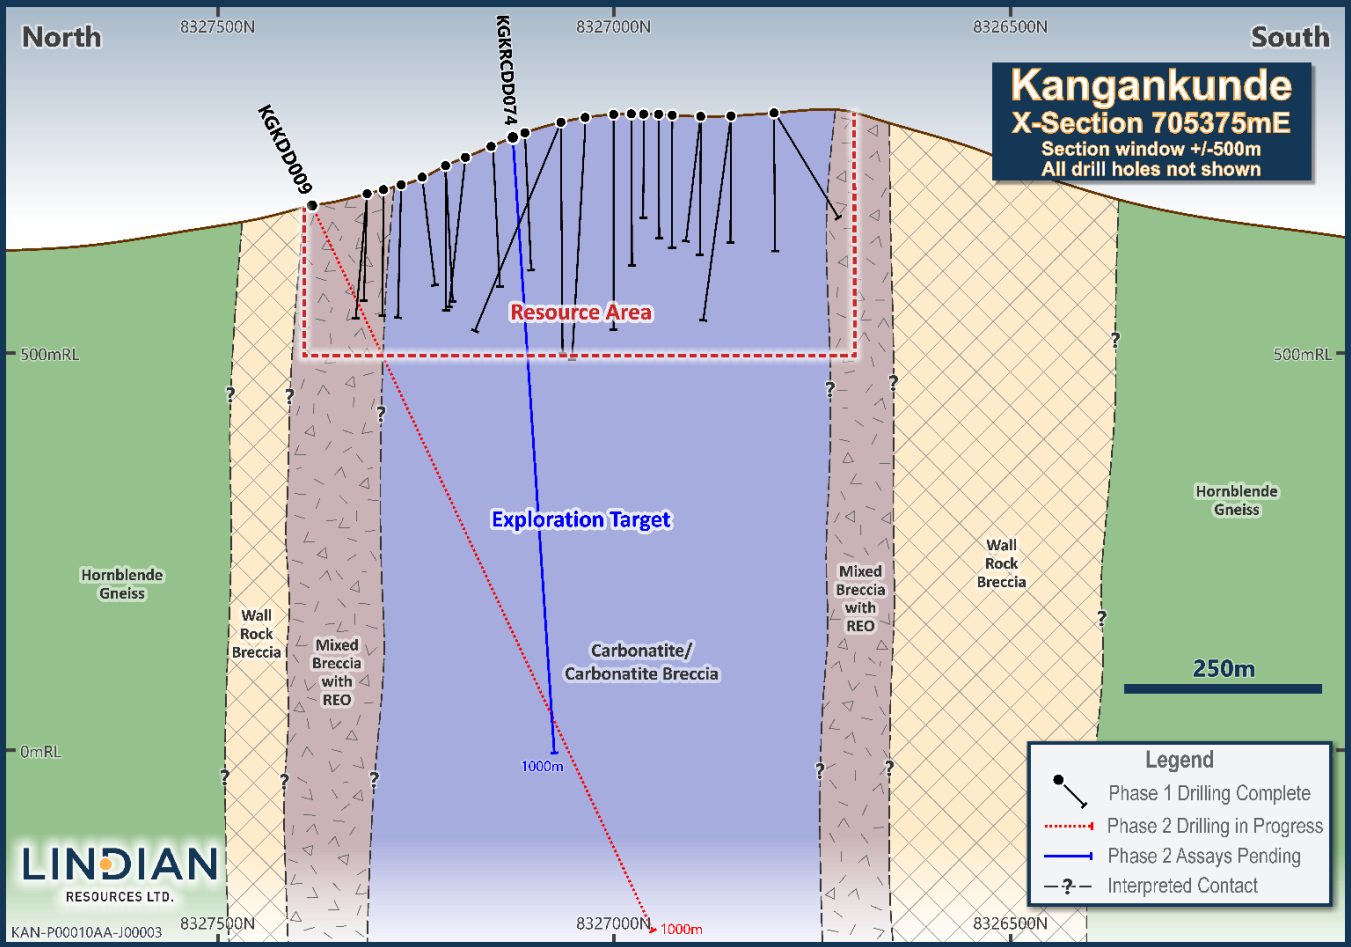 North
8327500N
8327000N
8326500N
South
KGKDD009
KGKRCDD074
Kangankunde
X-Section 705375mE
Section window +/-500m
All drill holes not shown
500mRL
500mRL
Resource Area
?
?
?
?
?
?
Exploration Target
Hornblende
Gneiss
Hornblende
Gneiss
Wall
Rock
Breccia
Mixed
Breccia
with
REO
Wall
Rock
Breccia
Mixed
Breccia
with
REO
Carbonatite/
Carbonatite Breccia
?
250m
0mRL
1000m
?
?
?
?
?
Legend
Phase 1 Drilling Complete
Phase 2 Drilling in Progress
Phase 2 Assays Pending
?
Interpreted Contact
LINDIAN
RESOURCES LTD.
8327500N
8327000N
8326500N
1000m
KAN-P00010AA-J00003